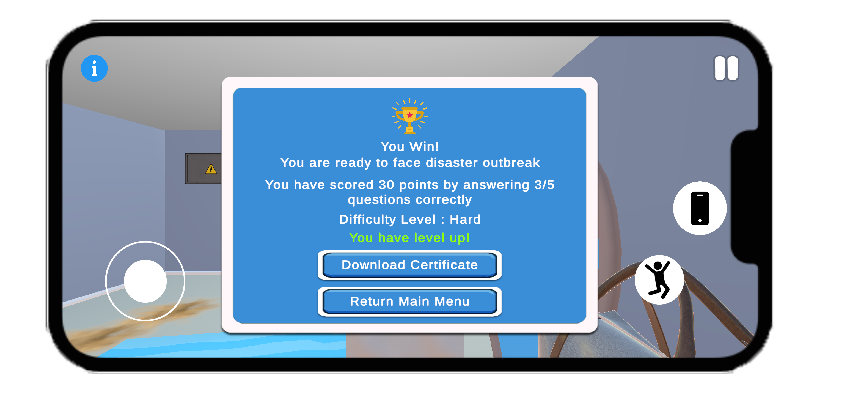 You Win!
You are ready to face disaster outbreak
You have scored 30 points by answering 3/5
questions correctly
Difficulty Level : Hard
You have level up!
Download Certificate
Return Main Menu